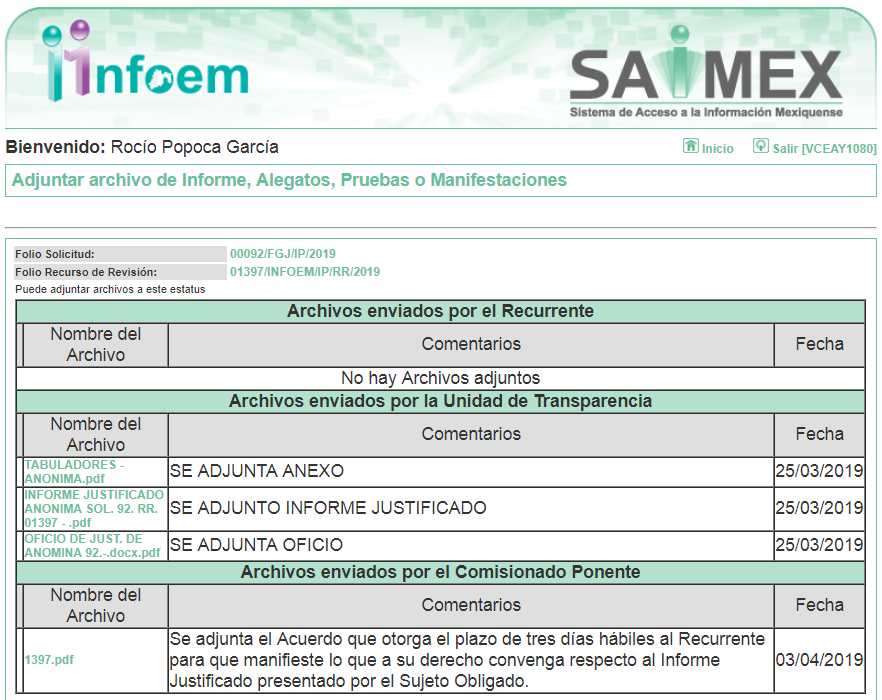 infoem
SAIMEX
Sistema de Acceso a la Información Mexiquense
Bienvenido: Rocío Popoca García
Inicio Salir [VCEAY1080]
Adjuntar archivo de Informe, Alegatos, Pruebas o Manifestaciones
Folio Solicitud: 00092/FGJ/IP/2019
Folio Recurso de Revisión: 01397/INFOEM/IP/RR/2019
Puede adjuntar archivos a este estatus
Archivos enviados por el Recurrente
Nombre del
Archivo
Comentarios
Fecha
No hay Archivos adjuntos
Archivos enviados por la Unidad de Transparencia
Nombre del
Archivo
Comentarios
Fecha
TABULADORES -
ANONIMA.pdf
SE ADJUNTA ANEXO
25/03/2019
INFORME JUSTIFICADO
ANONIMA SOL. 92. RR.
01397 - .pdf
SE ADJUNTO INFORME JUSTIFICADO
25/03/2019
OFICIO DE JUST. DE
ANOMINA 92.-.docx.pdf
SE ADJUNTA OFICIO
25/03/2019
Archivos enviados por el Comisionado Ponente
Nombre del
Archivo
Comentarios
Fecha
1397.pdf
Se adjunta el Acuerdo que otorga el plazo de tres días hábiles al Recurrente
para que manifieste lo que a su derecho convenga respecto al Informe
Justificado presentado por el Sujeto Obligado.
03/04/2019